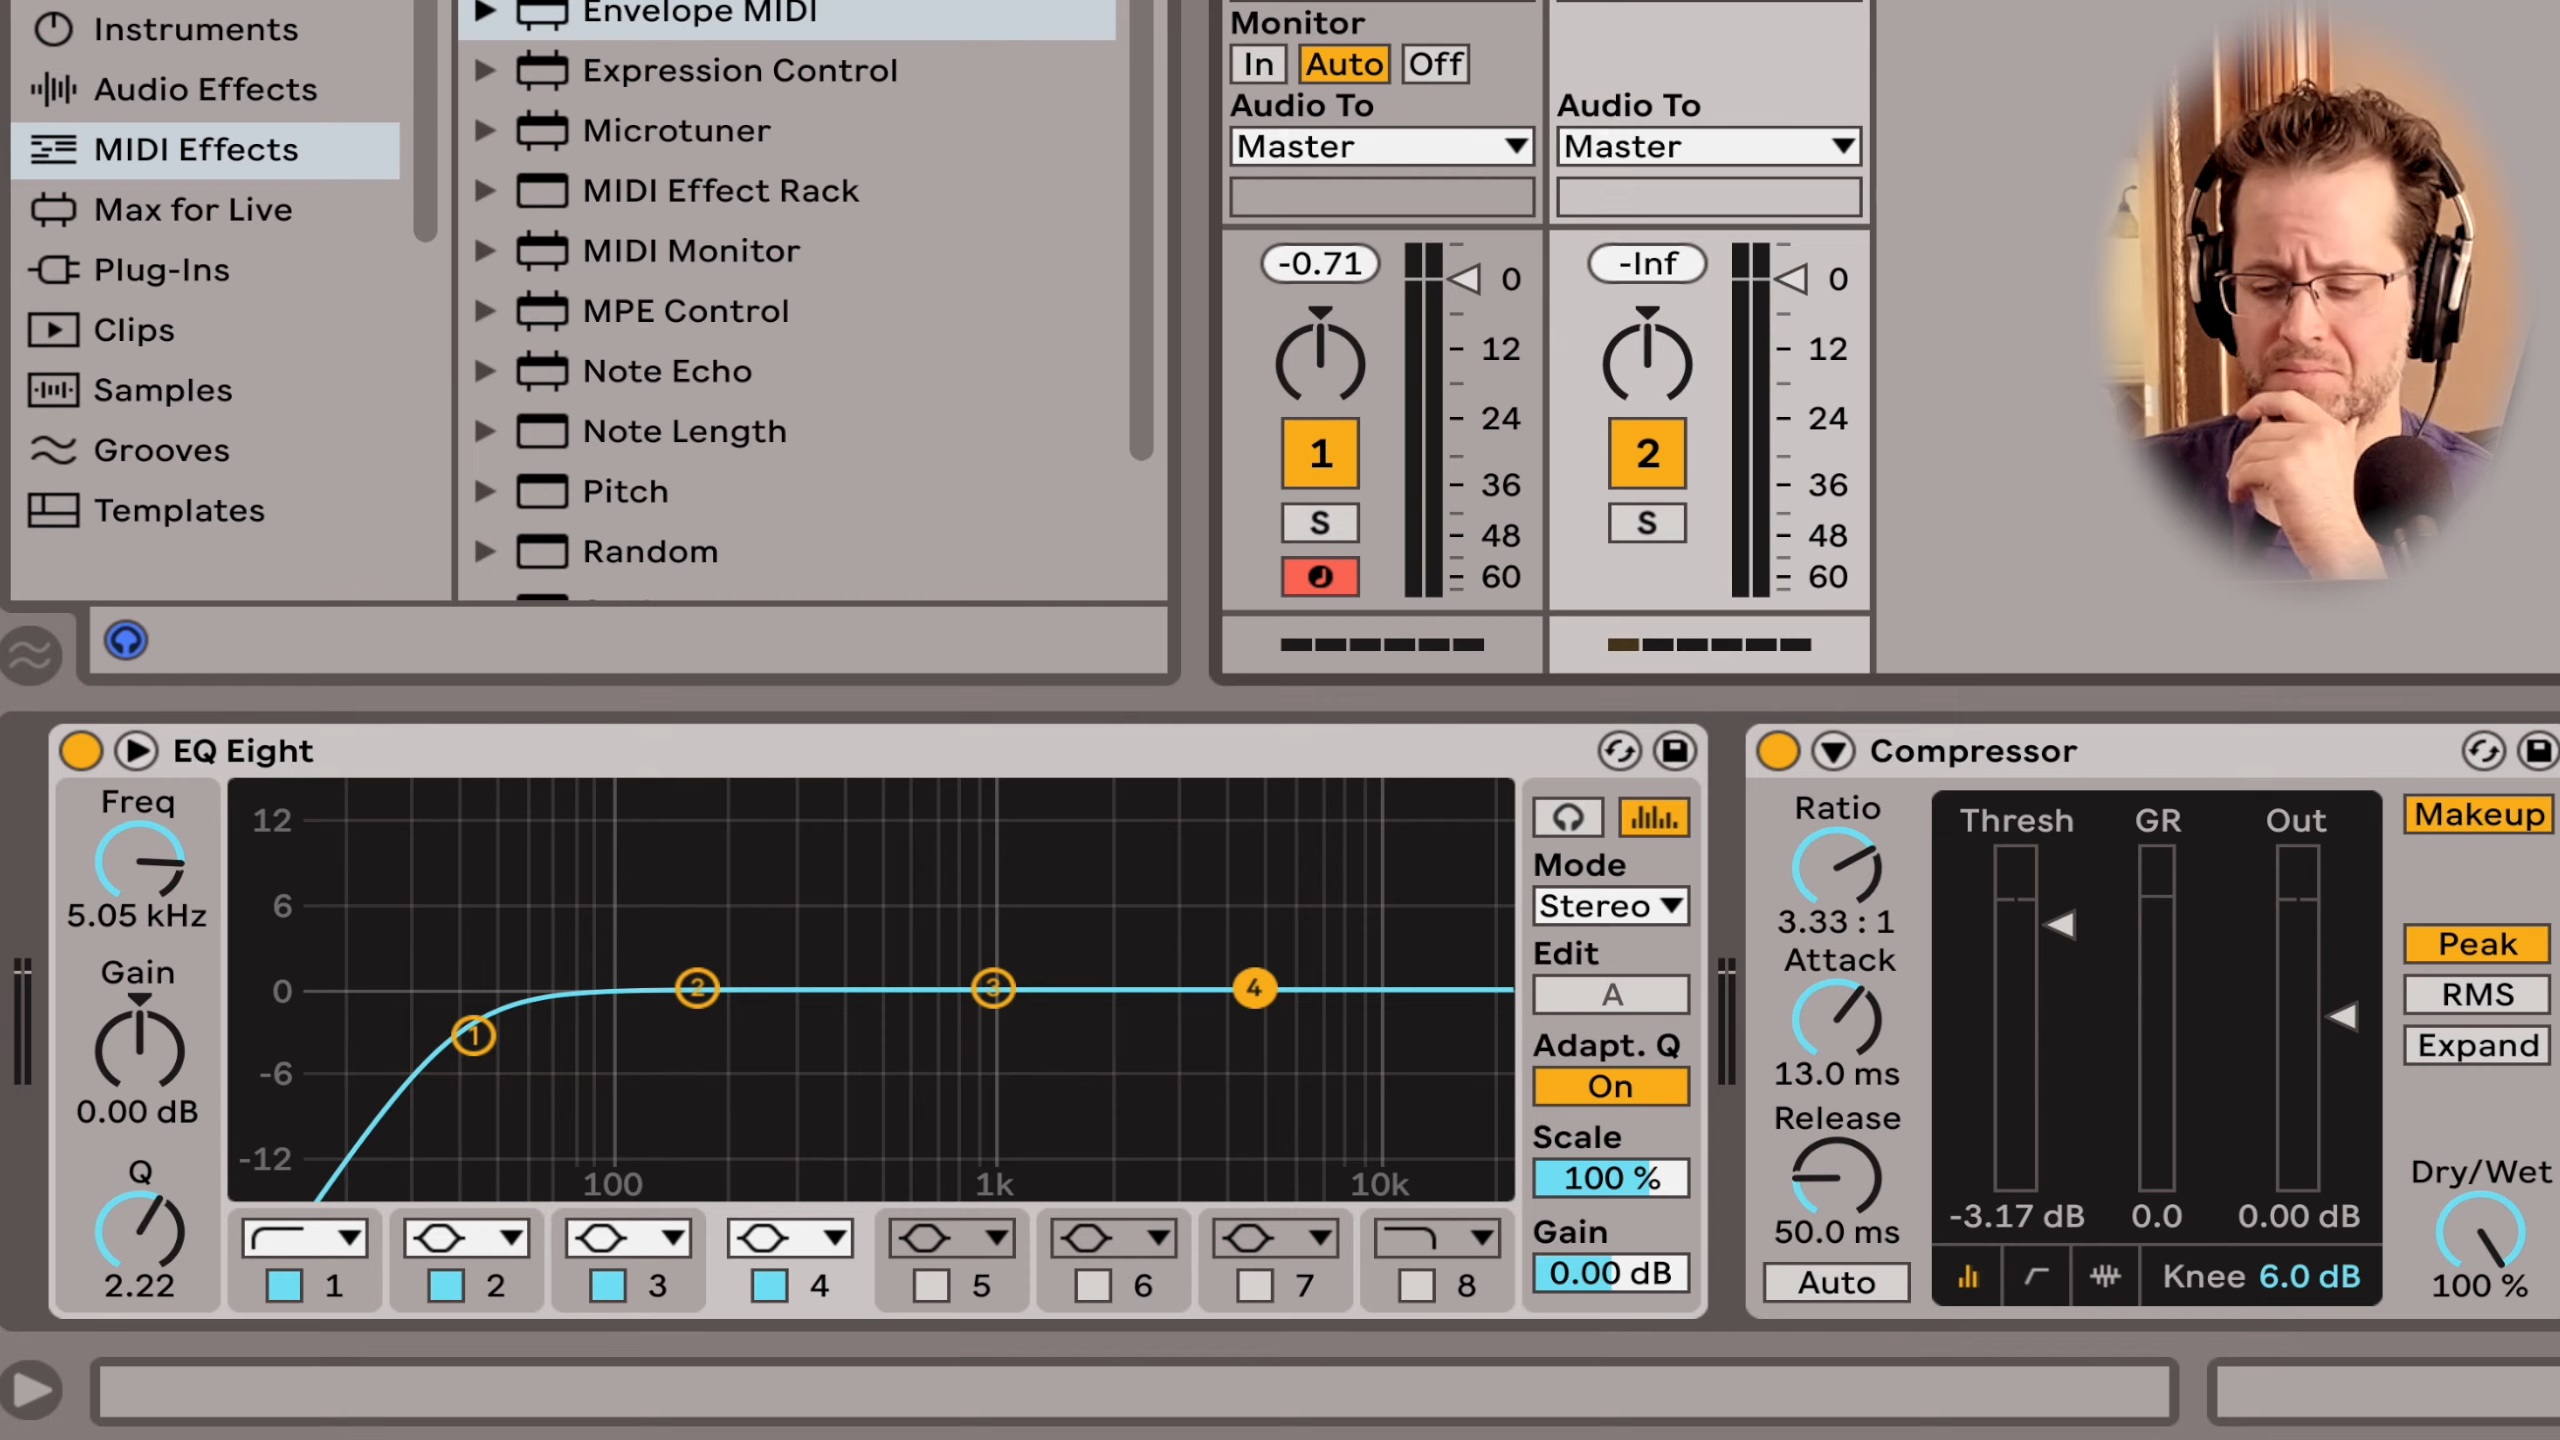 Instruments
Audio Effects
MIDI Effects
Max for Live
Plug-Ins
Clips
Samples
Grooves
Templates
Envelope MIDI
Expression Control
Microtuner
MIDI Effect Rack
MIDI Monitor
MPE Control
Note Echo
Note Length
Pitch
Random
Monitor
In Auto Off
Audio To
Master
-0.71
0
12
24
36
48
60
1
S
Audio To
Master
-Inf
0
12
24
36
48
60
2
S
EQ Eight
Freq
5.05 kHz
Gain
0.00 dB
Q
2.22
12
6
0
-6
-12
100 1k 10k
1 2 3 4
1 2 3 4 5 6 7 8
Mode
Stereo
Edit
A
Adapt. Q
On
Scale
100 %
Gain
0.00 dB
Compressor
Ratio
3.33 : 1
Attack
13.0 ms
Release
50.0 ms
Auto
Thresh GR Out
-3.17 dB 0.0 0.00 dB
Knee 6.0 dB
Makeup
Peak
RMS
Expand
Dry/Wet
100 %